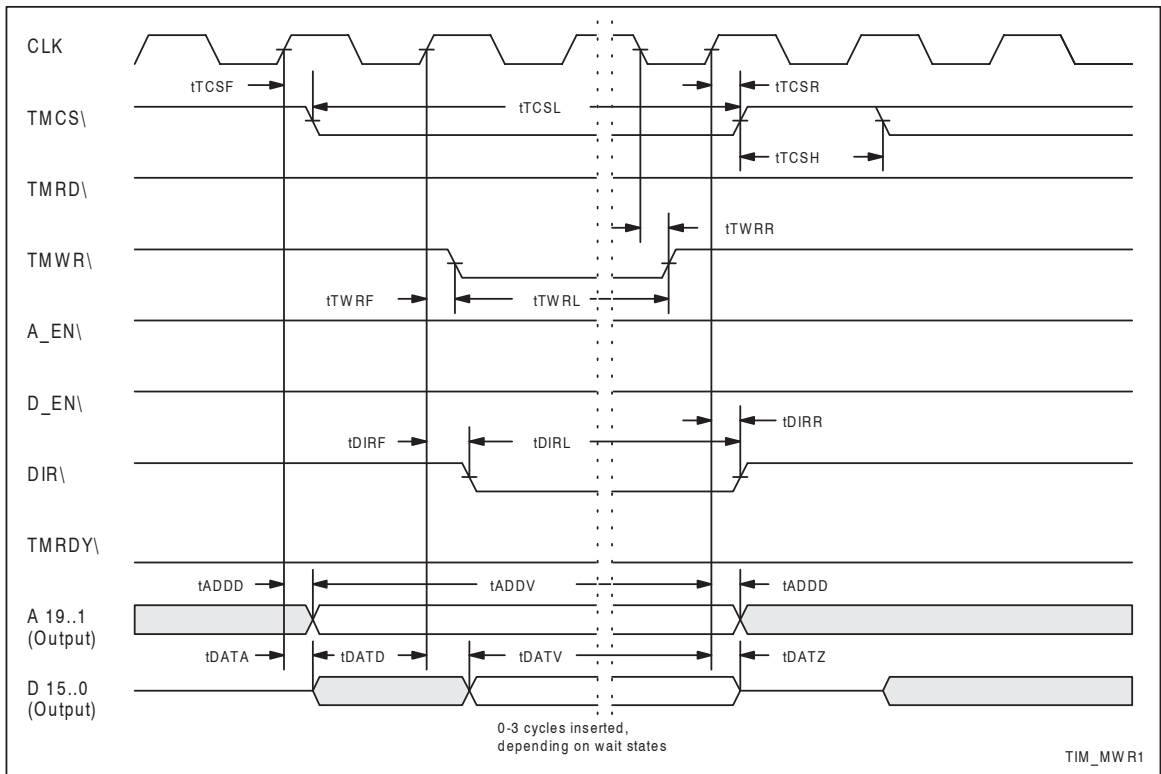 CLK
tTCSF
tTCSR
tTCSL
TMCS\
tTCSH
TMRD\
tTWRR
TMWR\
tTWRF
tTWRL
A_EN\
D_EN\
tDIRR
tDIRF
tDIRL
DIR\
TMRDY\
tADDD
tADDV
tADDD
A 19..1
(Output)
tDATA
tDATD
tDATV
tDATZ
D 15..0
(Output)
0-3 cycles inserted,
depending on wait states
TIM_MWR1